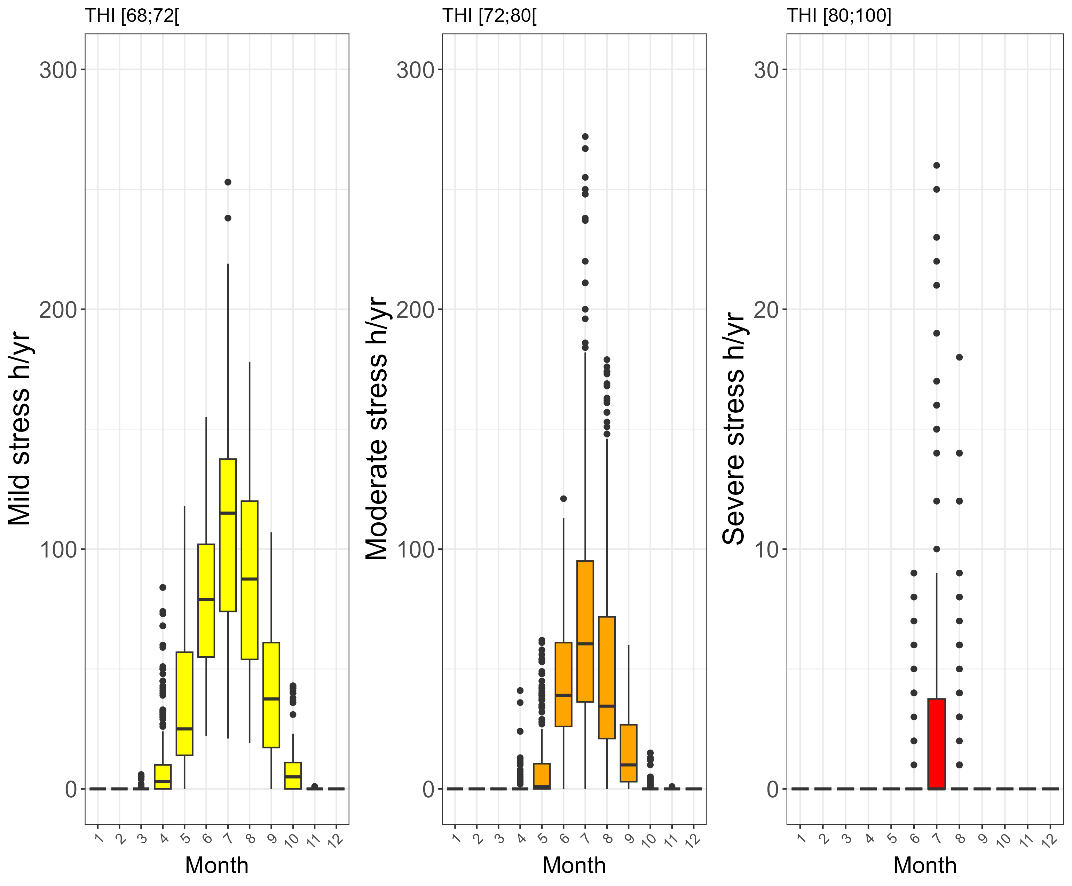 THI [68;72[
THI [72;80[
THI [80;100]
Mild stress h/yr
300
200
100
0
1 2 3 4 5 6 7 8 9 10 11 12
Month
Moderate stress h/yr
300
200
100
0
1 2 3 4 5 6 7 8 9 10 11 12
Month
Severe stress h/yr
30
20
10
0
1 2 3 4 5 6 7 8 9 10 11 12
Month